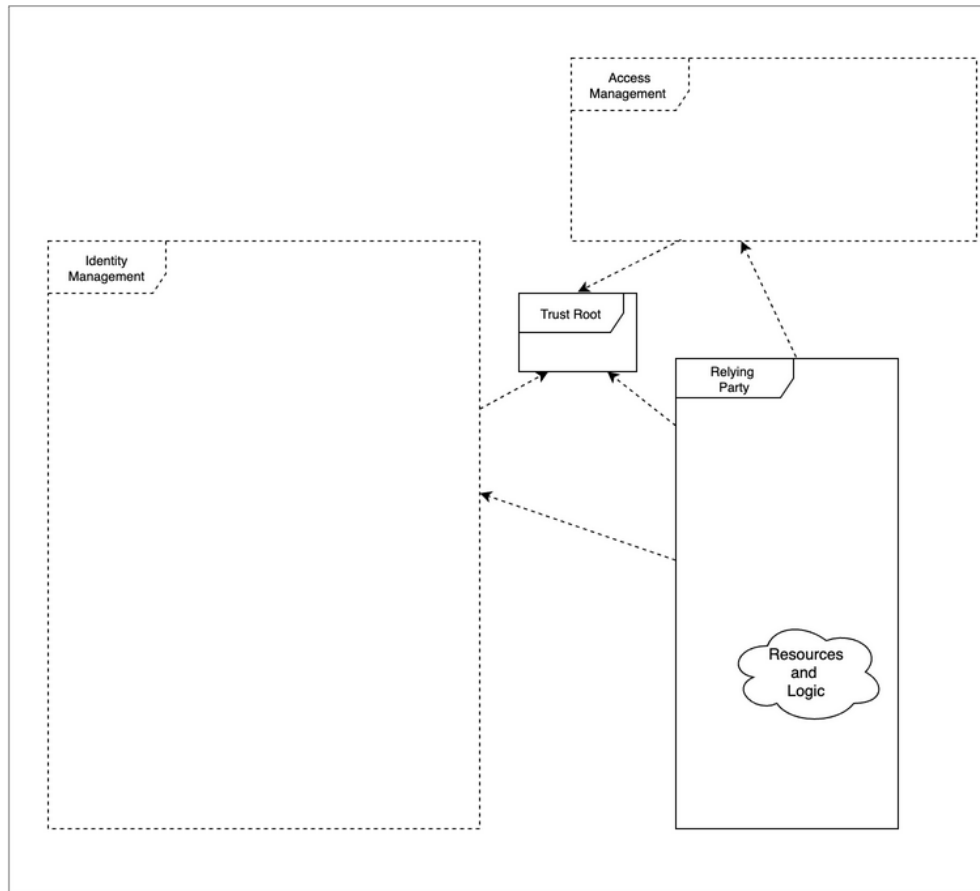 Access
Management
Identity
Management
Trust Root
Relying
Party
Resources
and
Logic